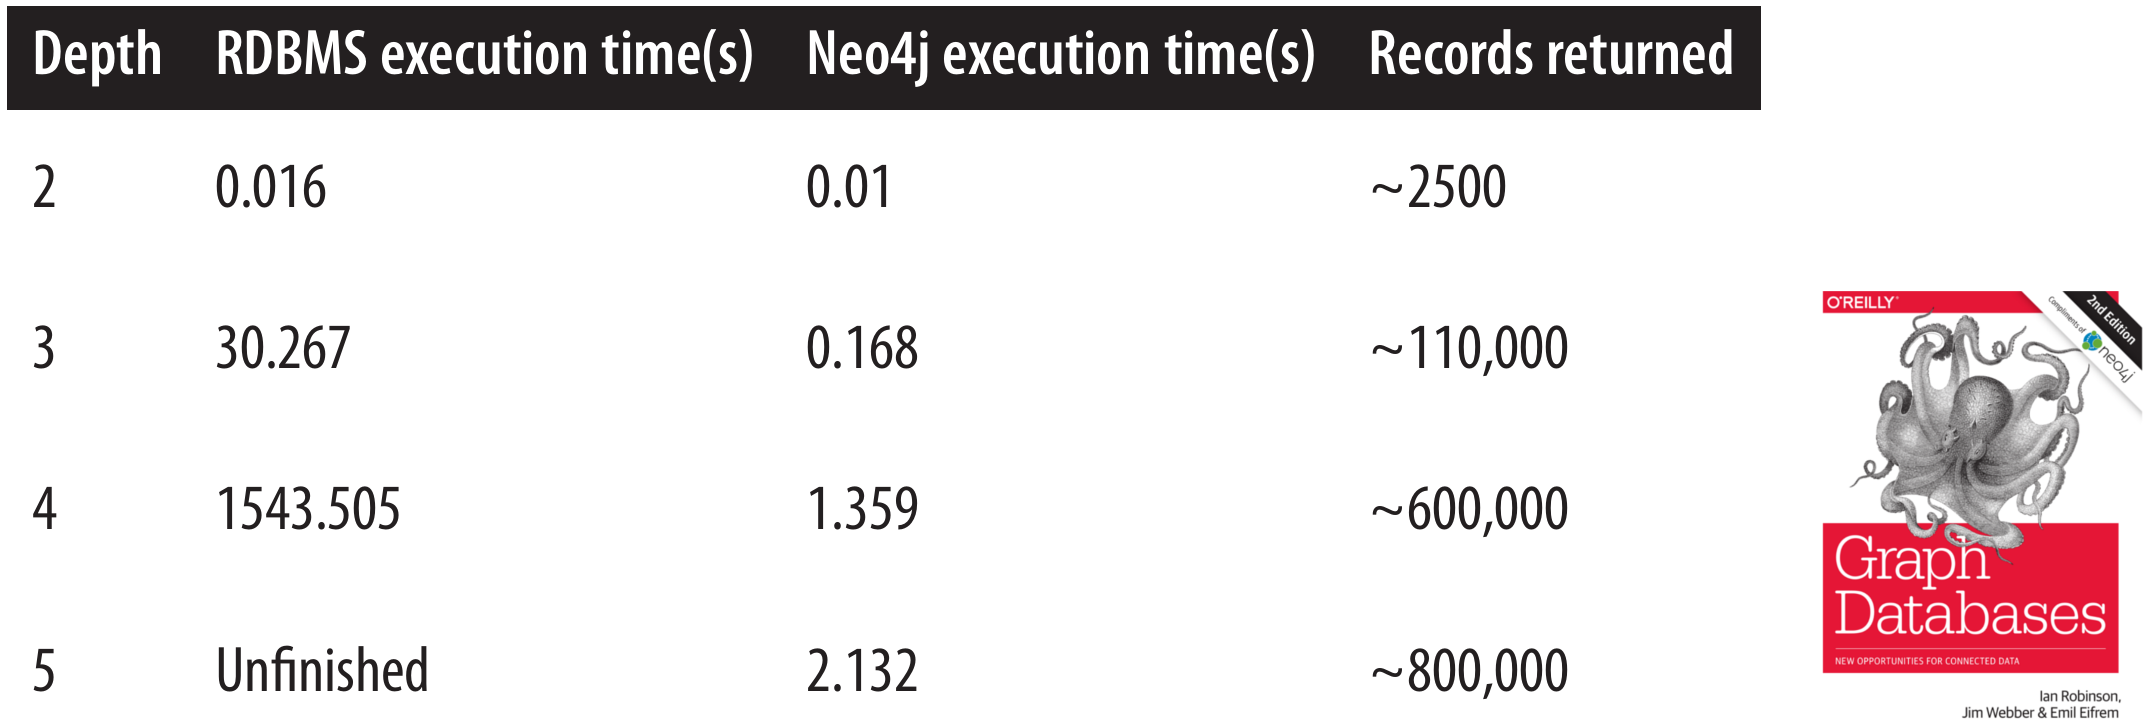 Depth RDBMS execution time(s) Neo4j execution time(s) Records returned
2 0.016 0.01 ~2500
3 30.267 0.168 ~110,000
4 1543.505 1.359 ~600,000
5 Unfinished 2.132 ~800,000
O'REILLY®
2nd Edition
Compliments of
neo4j
Graph
Databases
NEW OPPORTUNITIES FOR CONNECTED DATA
Ian Robinson,
Jim Webber & Emil Eifrem